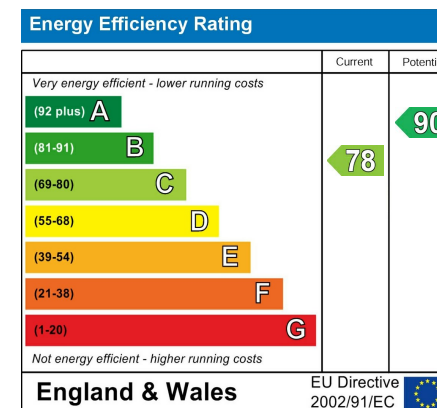 Energy Efficiency Rating
Current Potenti
Very energy efficient - lower running costs
(92 plus) A
90
(81-91) B
78
(69-80) C
(55-68) D
(39-54) E
(21-38) F
(1-20) G
Not energy efficient - higher running costs
England & Wales
EU Directive
2002/91/EC